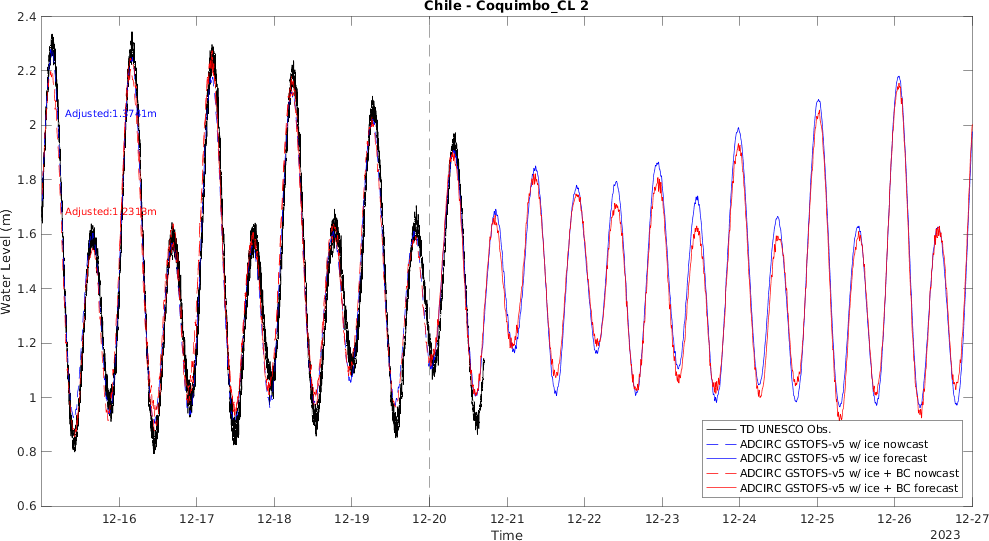 Chile - Coquimbo_CL 2
2.4
2.2
2
1.8
1.6
1.4
1.2
1
0.8
0.6
Water Level (m)
Adjusted:1.3741m
Adjusted:1.2313m
TD UNESCO Obs.
ADCIRC GSTOFS-v5 w/ ice nowcast
ADCIRC GSTOFS-v5 w/ ice forecast
ADCIRC GSTOFS-v5 w/ ice + BC nowcast
ADCIRC GSTOFS-v5 w/ ice + BC forecast
12-16 12-17 12-18 12-19 12-20 12-21 12-22 12-23 12-24 12-25 12-26 12-27
Time
2023